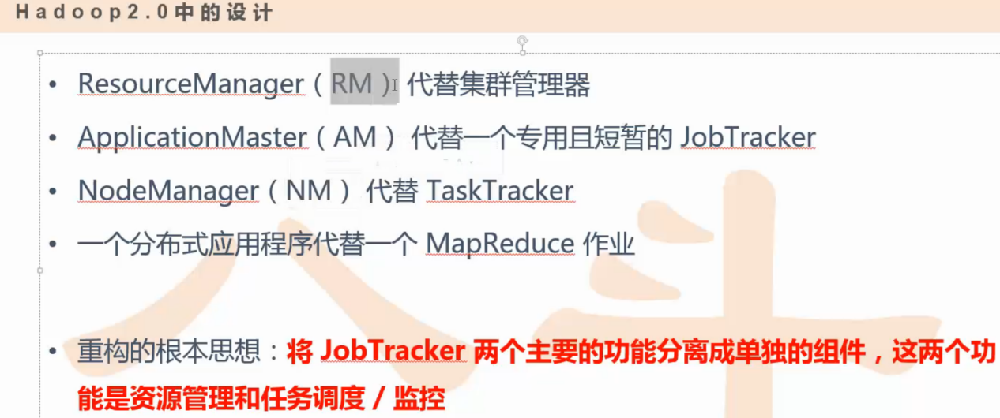 Hadoop2.0中的设计
• ResourceManager（RM）代替集群管理器
• ApplicationMaster（AM）代替一个专用且短暂的 JobTracker
• NodeManager（NM）代替 TaskTracker
• 一个分布式应用程序代替一个 MapReduce 作业
• 重构的根本思想：将 JobTracker 两个主要的功能分离成单独的组件，这两个功
能是资源管理和任务调度 / 监控
八斗